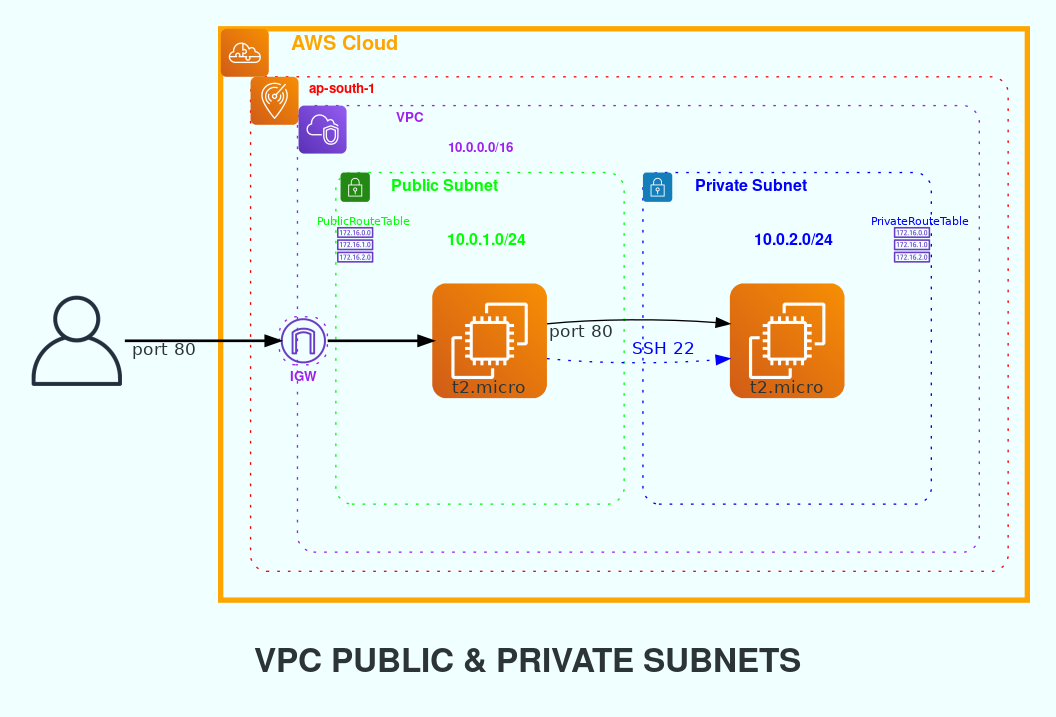 AWS Cloud
ap-south-1
VPC
10.0.0.0/16
Public Subnet
Private Subnet
PublicRouteTable
PrivateRouteTable
172.16.0.0
172.16.1.0
172.16.2.0
10.0.1.0/24
10.0.2.0/24
172.16.0.0
172.16.1.0
172.16.2.0
port 80
port 80
SSH 22
IGW
t2.micro
t2.micro
VPC PUBLIC & PRIVATE SUBNETS